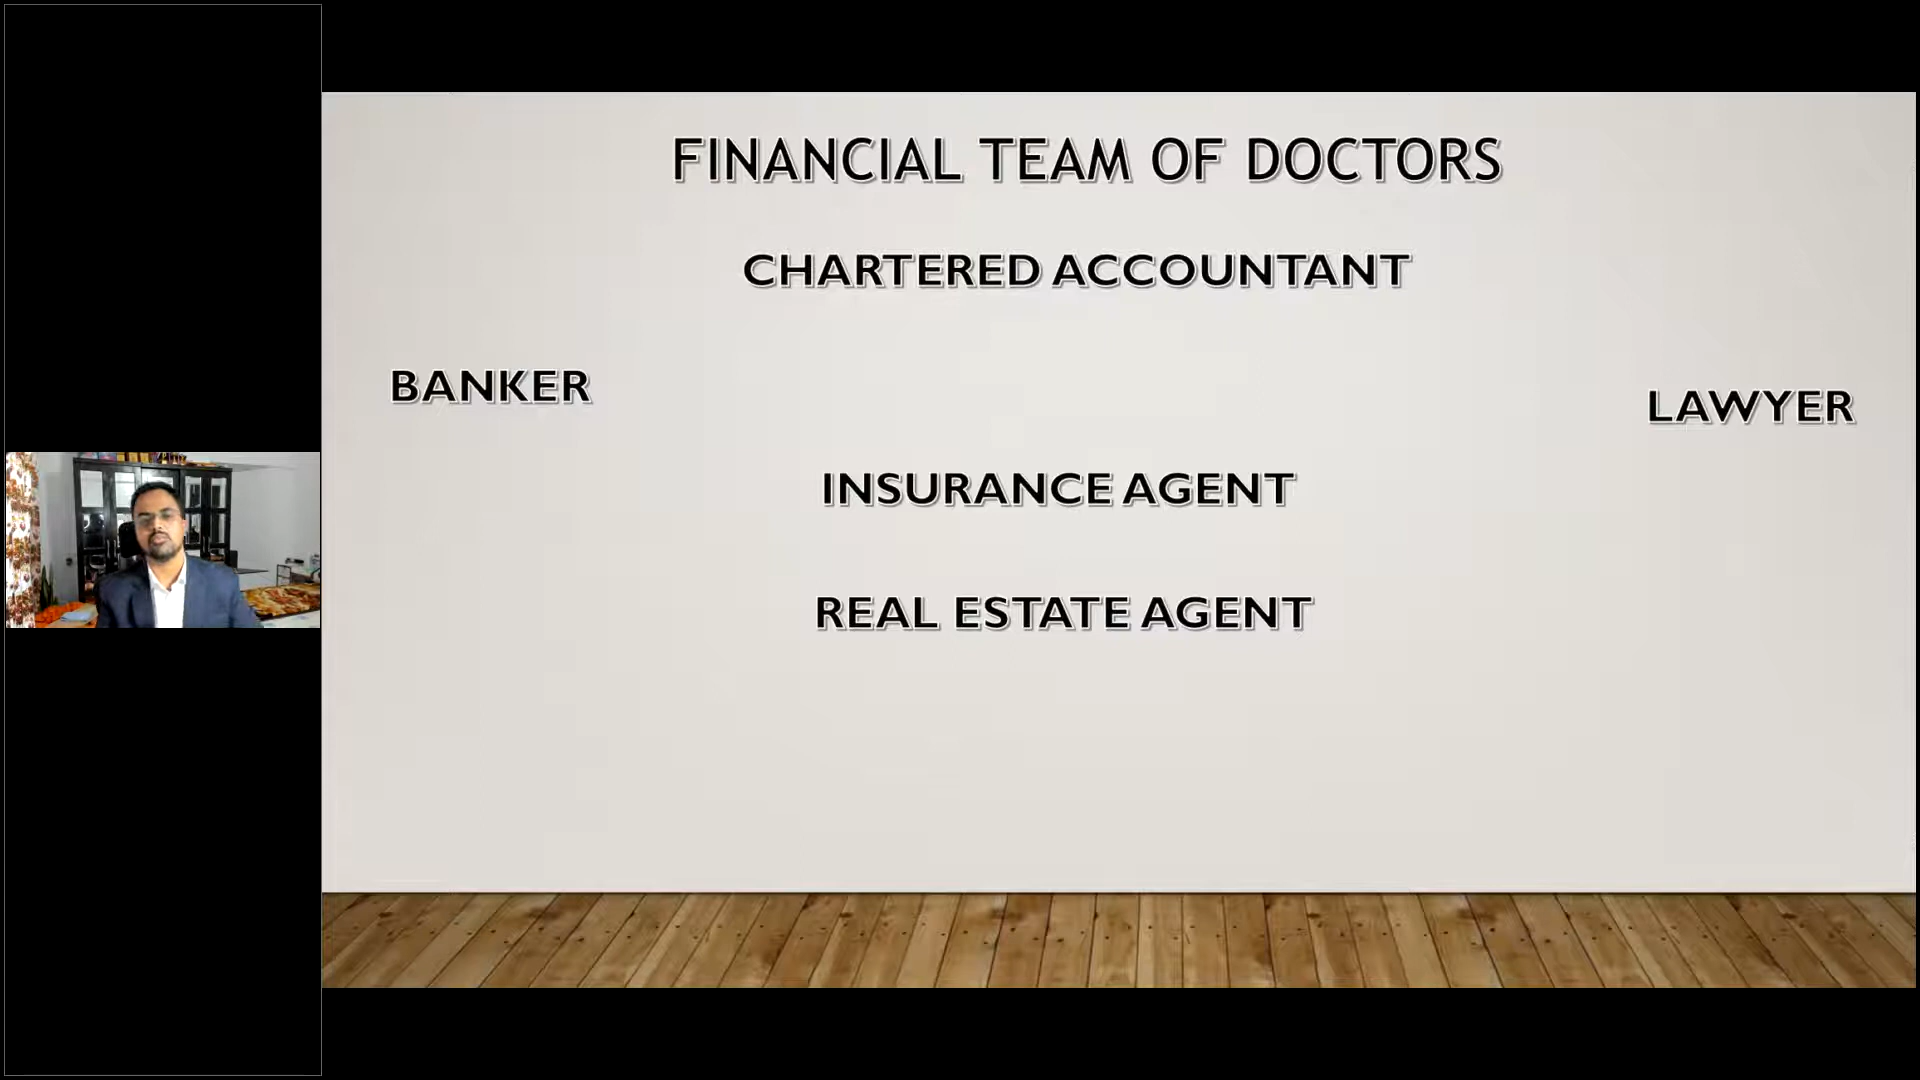 FINANCIAL TEAM OF DOCTORS
CHARTERED ACCOUNTANT
BANKER
LAWYER
INSURANCE AGENT
REAL ESTATE AGENT